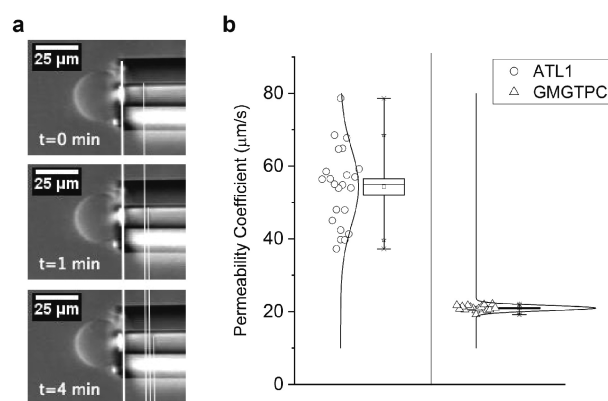 a
25 µm
t=0 min
25 µm
t=1 min
25 µm
t=4 min
b
ATL1
GMGTPC
Permeability Coefficient (µm/s)
80
60
40
20
0